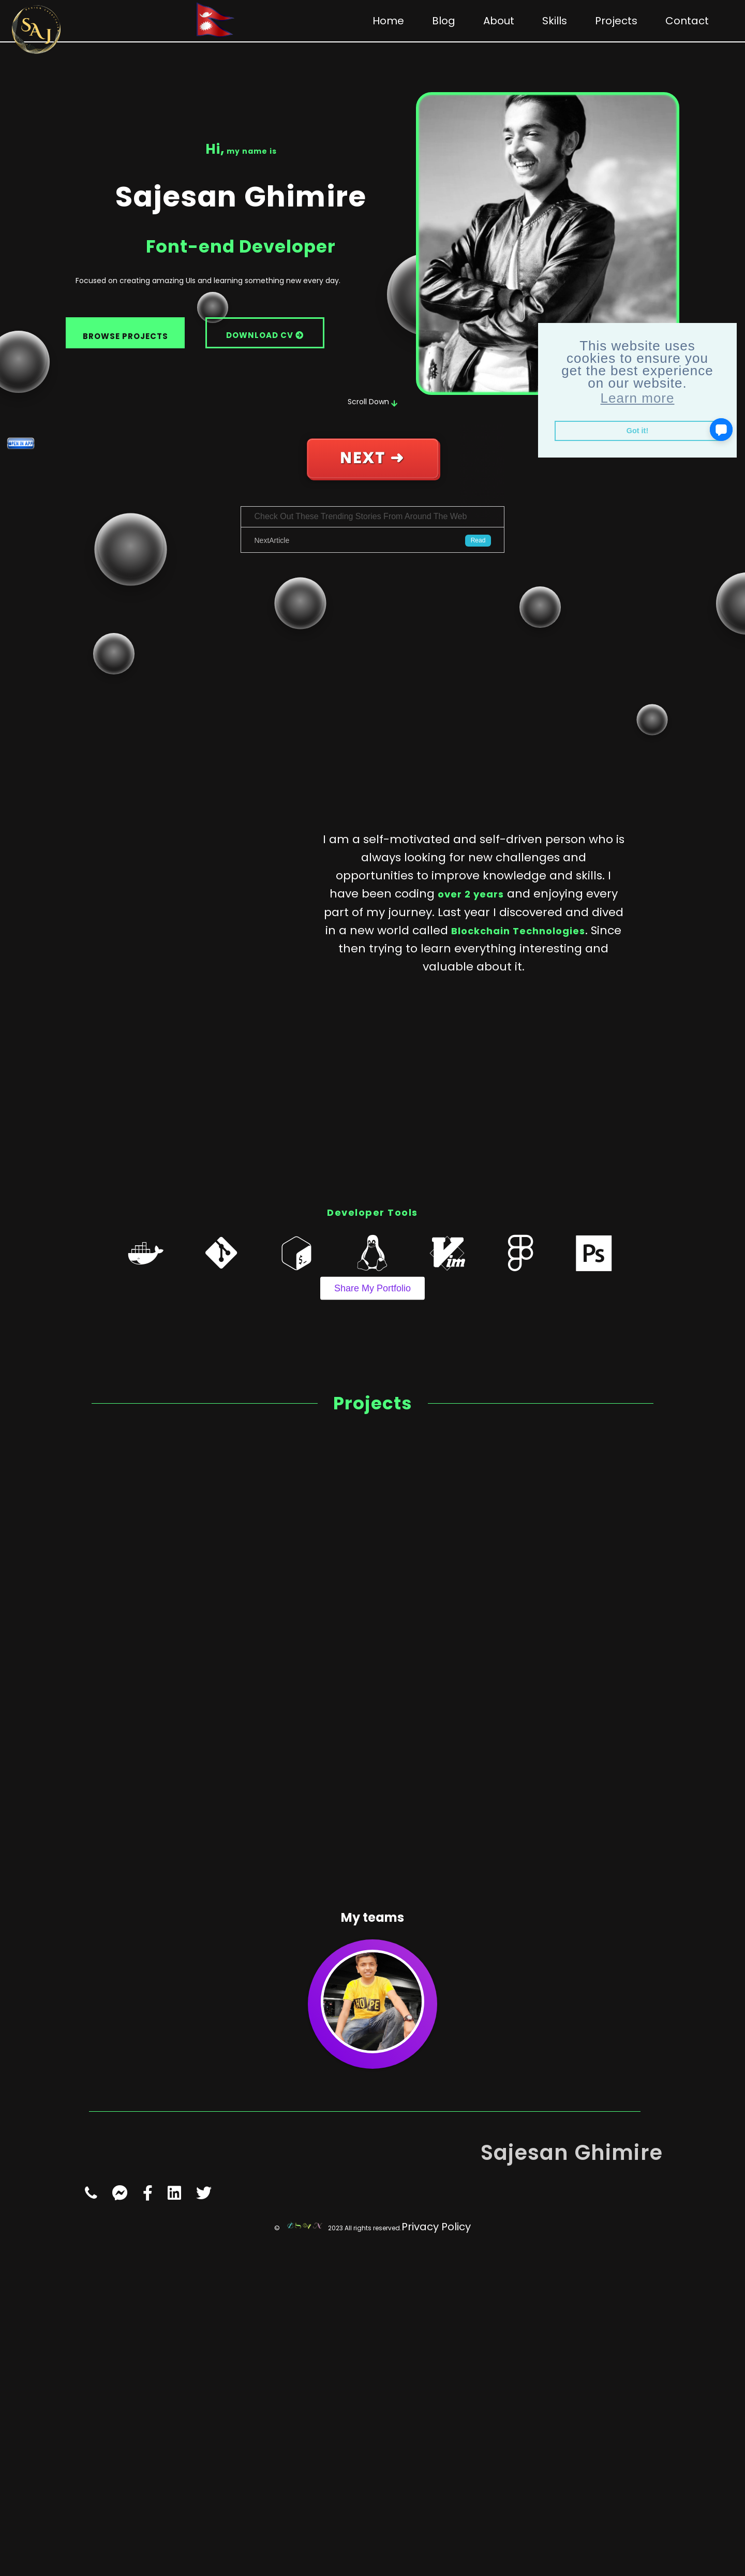 SAJ
Home Blog About Skills Projects Contact
Hi, my name is
Sajesan Ghimire
Font-end Developer
Focused on creating amazing UIs and learning something new every day.
BROWSE PROJECTS
DOWNLOAD CV
Scroll Down
This website uses
cookies to ensure you
get the best experience
on our website.
Learn more
Got it!
NEXT ➜
Check Out These Trending Stories From Around The Web
NextArticle
Read
I am a self-motivated and self-driven person who is
always looking for new challenges and
opportunities to improve knowledge and skills. I
have been coding over 2 years and enjoying every
part of my journey. Last year I discovered and dived
in a new world called Blockchain Technologies. Since
then trying to learn everything interesting and
valuable about it.
Developer Tools
$_
Vim
Ps
Share My Portfolio
Projects
My teams
HOPE
Sajesan Ghimire
© 2023 All rights reserved.Privacy Policy